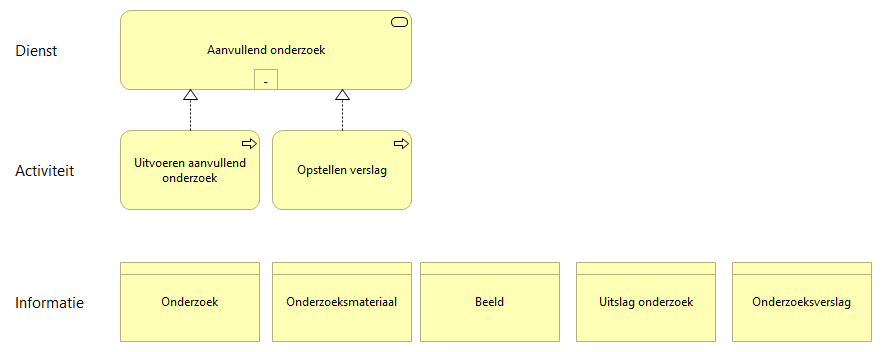 Dienst
Aanvullend onderzoek
-
Activiteit
Uitvoeren aanvullend
onderzoek
Opstellen verslag
Informatie
Onderzoek
Onderzoeksmateriaal
Beeld
Uitslag onderzoek
Onderzoeksverslag